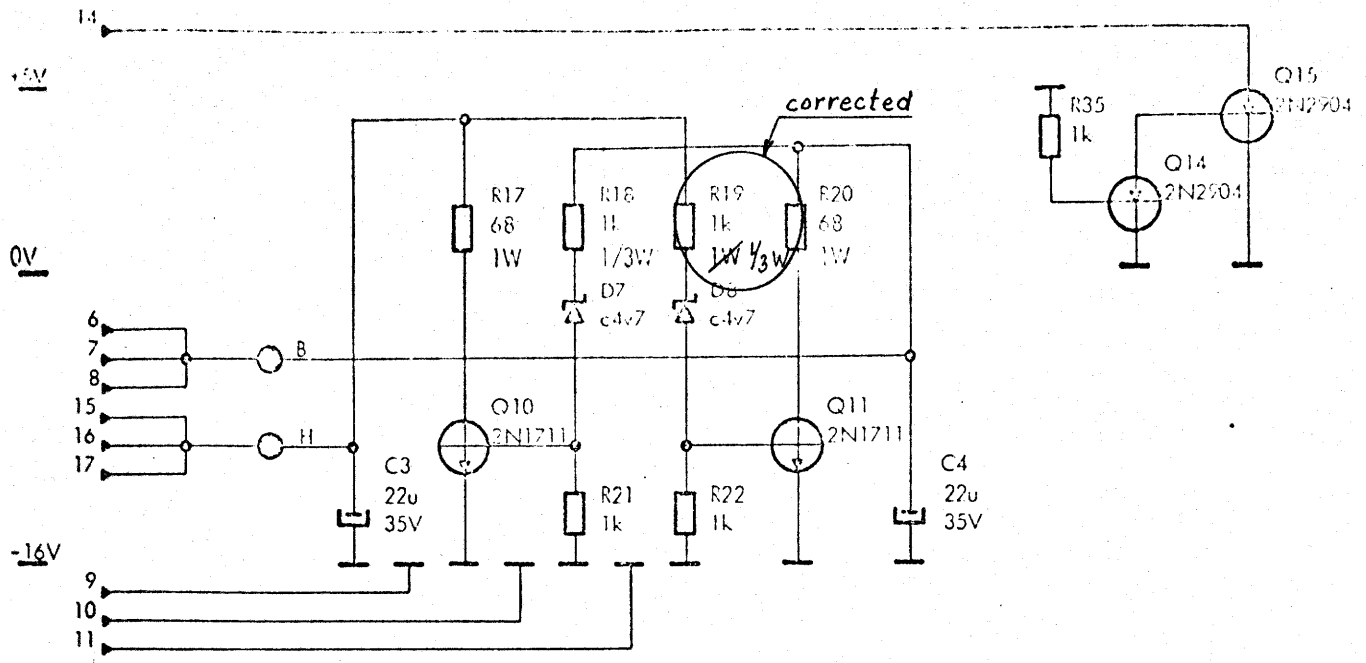 14
+5V
corrected
Q15
2N2904
R35
1k
Q14
2N2904
R17
68
1W
R18
1k
1/3W
R19
1k
1W 1/3W
R20
68
1W
0V
D7
c4v7
D8
c4v7
6
7
8
B
15
16
17
H
Q10
2N1711
Q11
2N1711
C3
22u
35V
R21
1k
R22
1k
C4
22u
35V
-16V
9
10
11